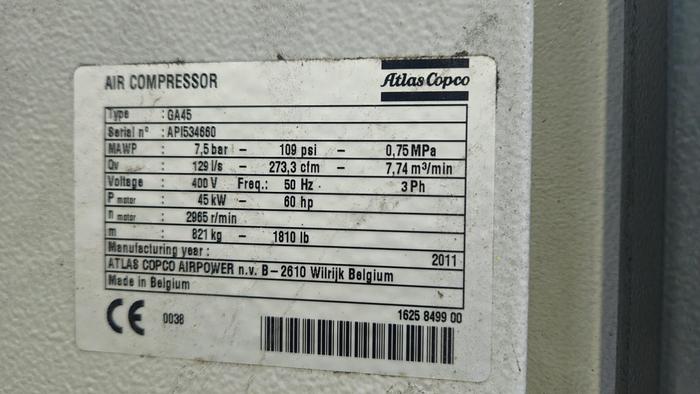 AIR COMPRESSOR
Atlas Copco
Type : GA45
Serial n° : API534660
MAWP : 7,5 bar – 109 psi – 0,75 MPa
Qv : 129 l/s – 273,3 cfm – 7,74 m³/min
Voltage : 400 V Freq.: 50 Hz 3 Ph
P motor : 45 kW – 60 hp
n motor : 2965 r/min
m : 821 kg – 1810 lb
Manufacturing year : 2011
ATLAS COPCO AIRPOWER n.v. B – 2610 Wilrijk Belgium
Made in Belgium
CE 0038 1625 8499 00